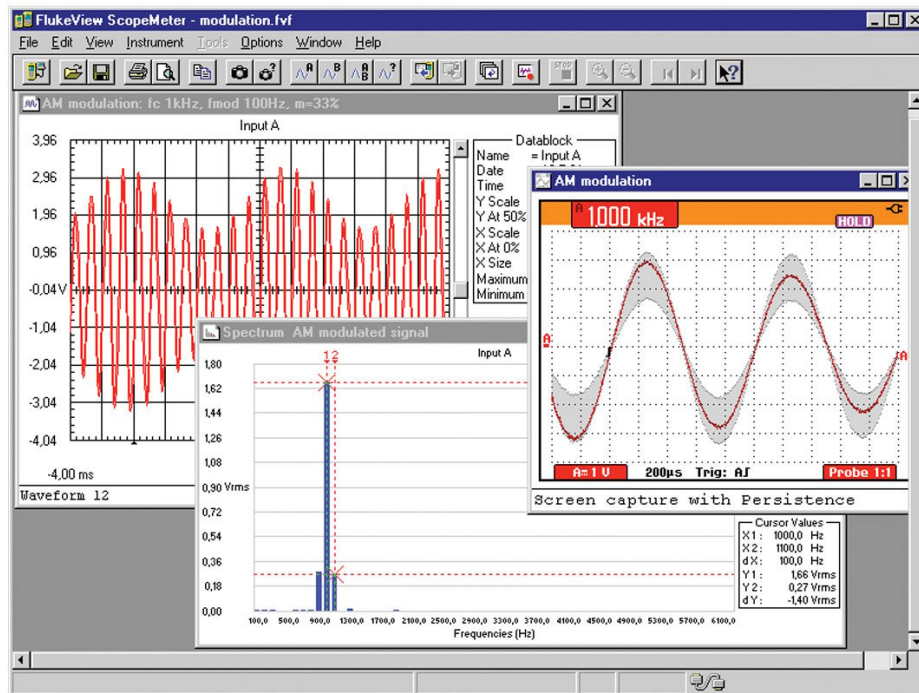 FlukeView ScopeMeter - modulation.fvf
File Edit View Instrument Tools Options Window Help
A B A B ? STOP
AM modulation: fc 1kHz, fmod 100Hz, m=33%
Input A
3,96
2,96
1,96
0,96
-0,04 V
-1,04
-2,04
-3,04
-4,04
-4,00 ms
Waveform 12
Datablock
Name = Input A
Date
Time
Y Scale
Y At 50%
X Scale
X At 0%
X Size
Maximum
Minimum
AM modulation
A 1,000 kHz
HOLD
A
A
A= 1 V 200µs Trig: A Probe 1:1
Screen capture with Persistence
Spectrum AM modulated signal
Input A
1 2
1,80
1,62
1,44
1,26
1,08
0,90 Vrms
0,72
0,54
0,36
0,18
0,00
100,0 500,0 900,0 1300,0 1700,0 2100,0 2500,0 2900,0 3300,0 3700,0 4100,0 4500,0 4900,0 5300,0 5700,0 6100,0
Frequencies (Hz)
Cursor Values
X1: 1000,0 Hz
X2: 1100,0 Hz
dX: 100,0 Hz
Y1: 1,66 Vrms
Y2: 0,27 Vrms
dY: -1,40 Vrms